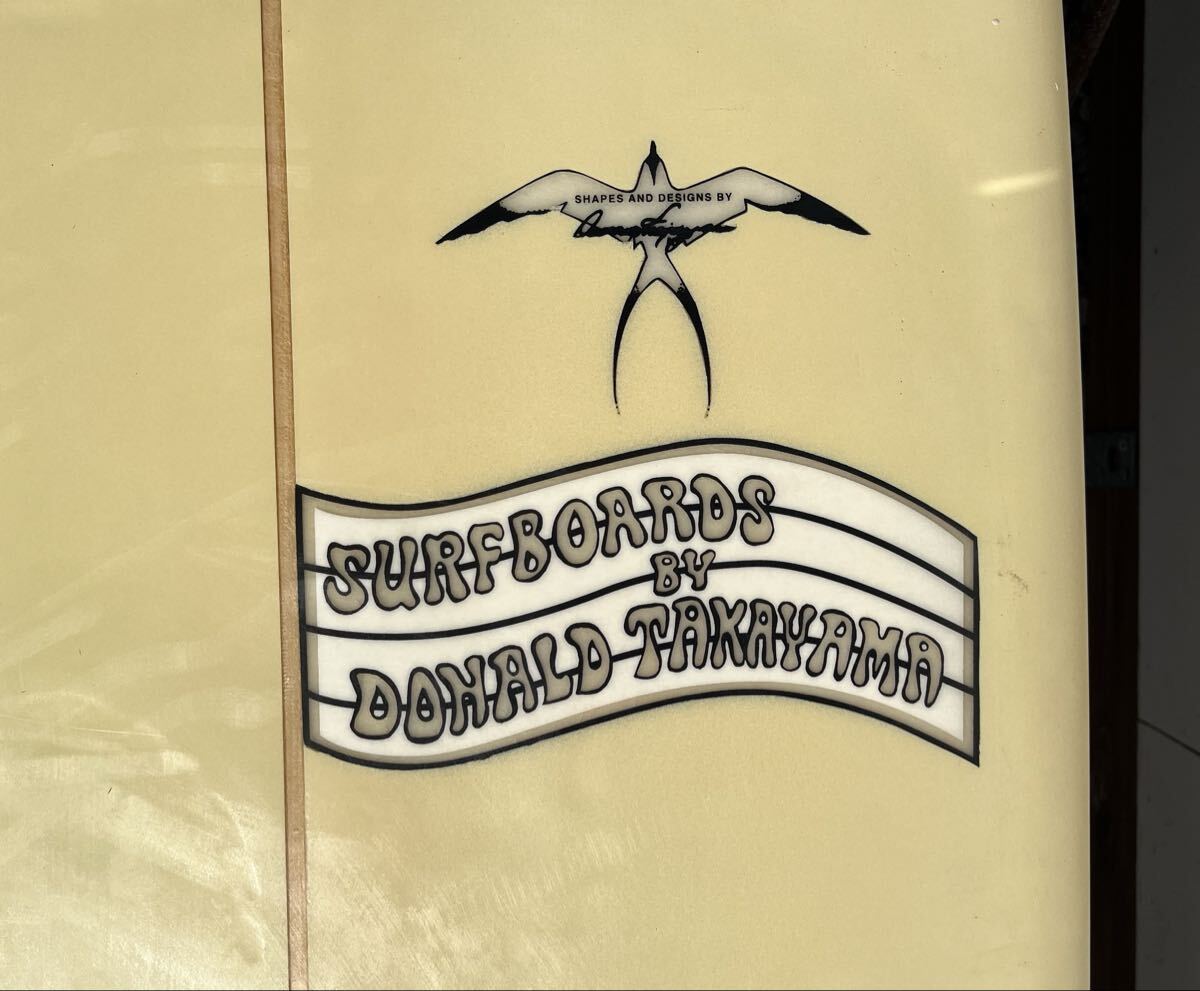 SHAPES AND DESIGNS BY
SURFBOARDS
BY
DONALD TAKAYAMA